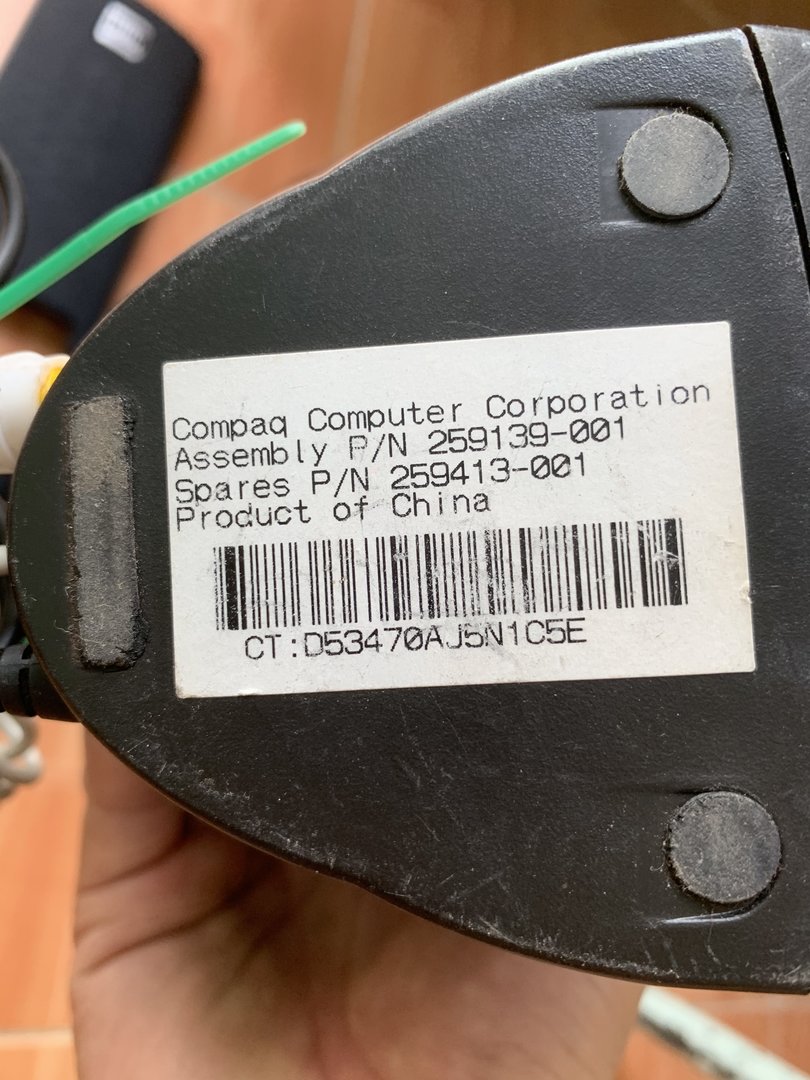 Compaq Computer Corporation
Assembly P/N 259139-001
Spares P/N 259413-001
Product of China
CT:D53470AJ5N1C5E